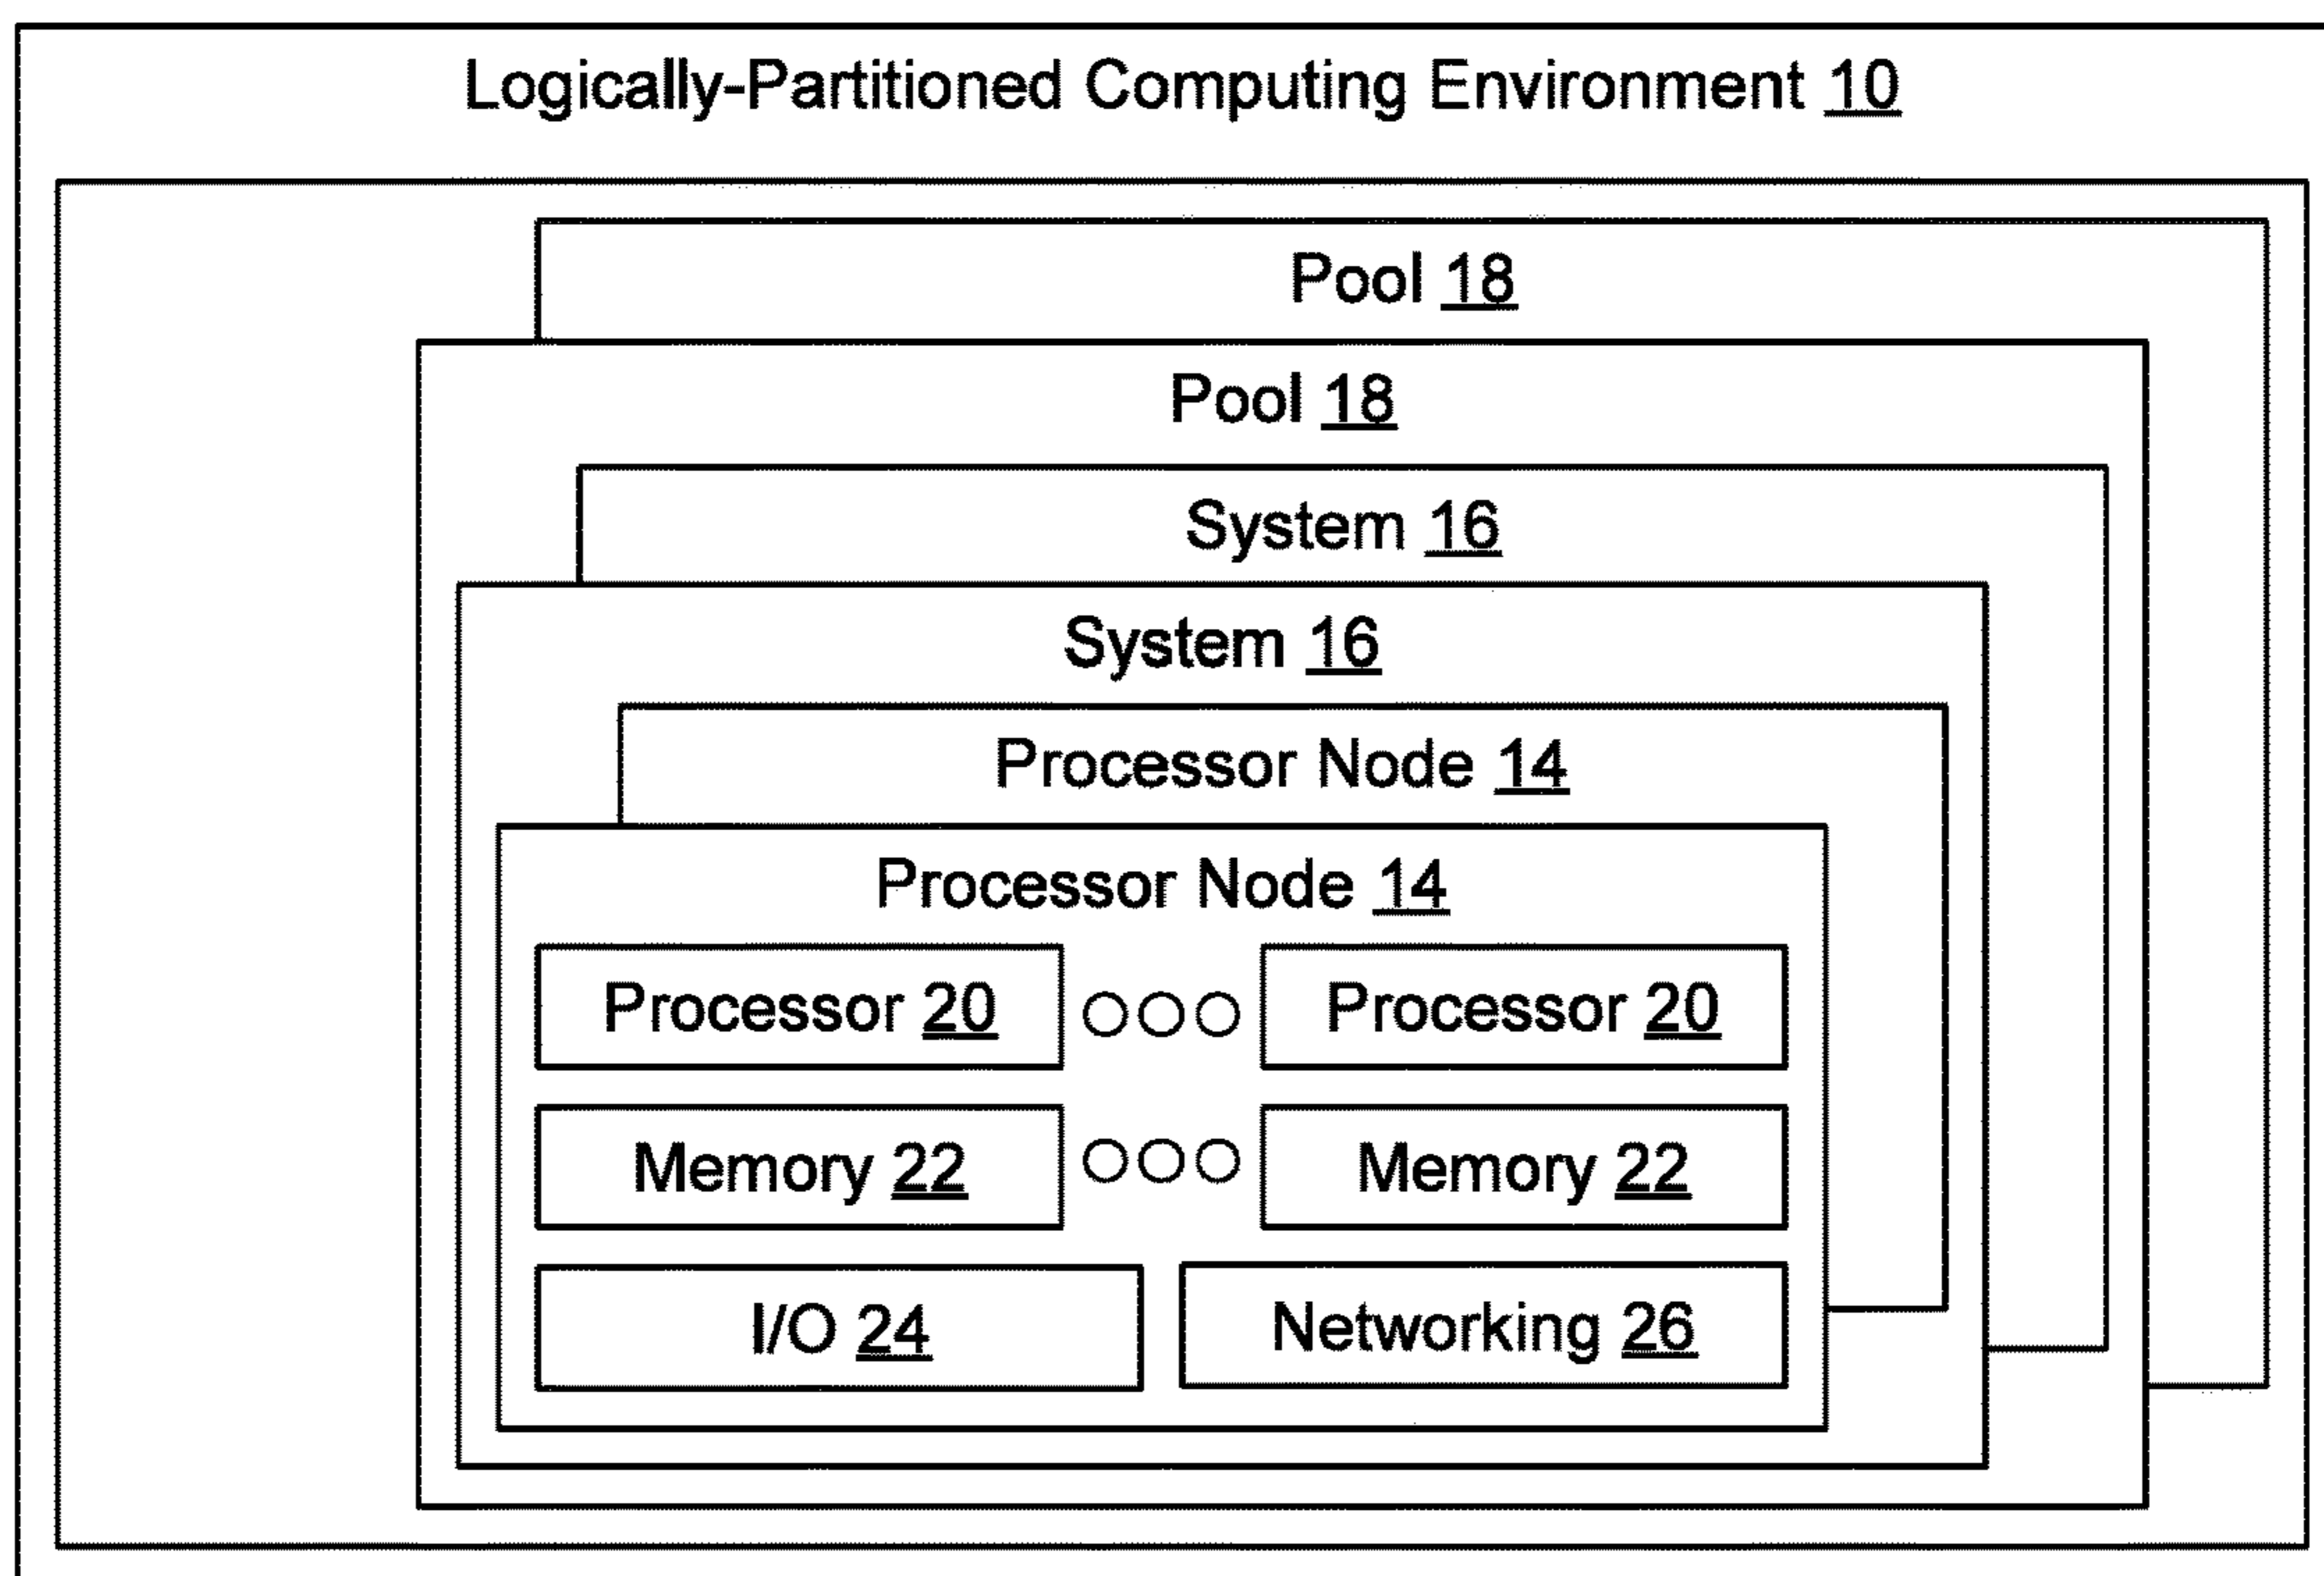 Logically-Partitioned Computing Environment 10
Pool 18
Pool 18
System 16
System 16
Processor Node 14
Processor Node 14
Processor 20 Processor 20
Memory 22 Memory 22
I/O 24 Networking 26